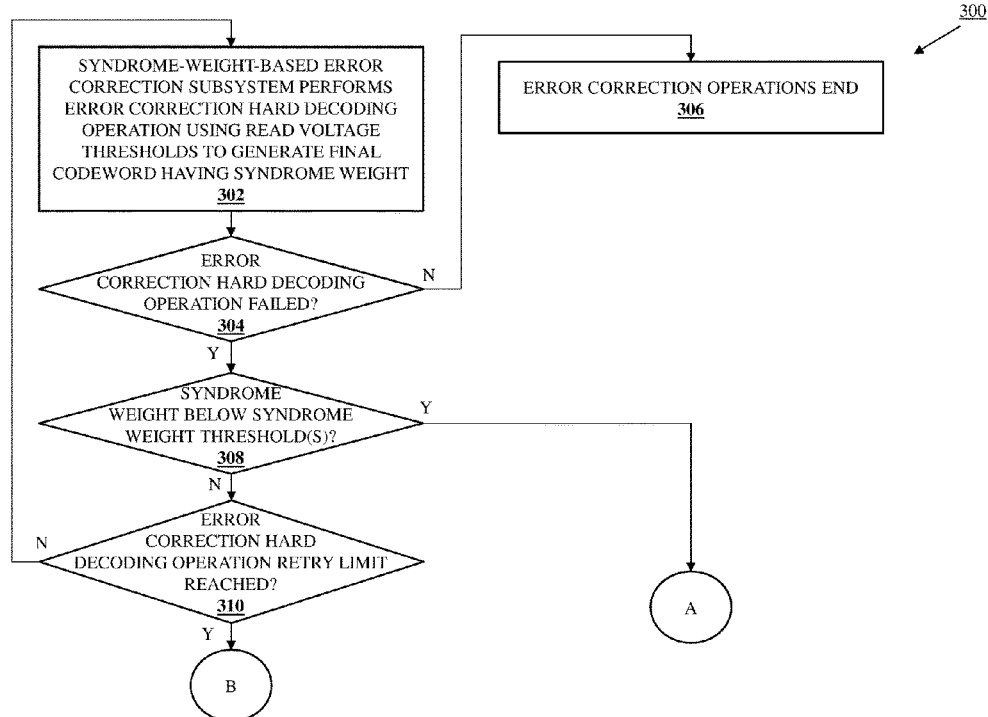 300
SYNDROME-WEIGHT-BASED ERROR
CORRECTION SUBSYSTEM PERFORMS
ERROR CORRECTION HARD DECODING
OPERATION USING READ VOLTAGE
THRESHOLDS TO GENERATE FINAL
CODEWORD HAVING SYNDROME WEIGHT
302
ERROR CORRECTION OPERATIONS END
306
ERROR
CORRECTION HARD DECODING
OPERATION FAILED?
304
N
Y
SYNDROME
WEIGHT BELOW SYNDROME
WEIGHT THRESHOLD(S)?
308
Y
N
ERROR
CORRECTION HARD
DECODING OPERATION RETRY LIMIT
REACHED?
310
N
Y
A
B